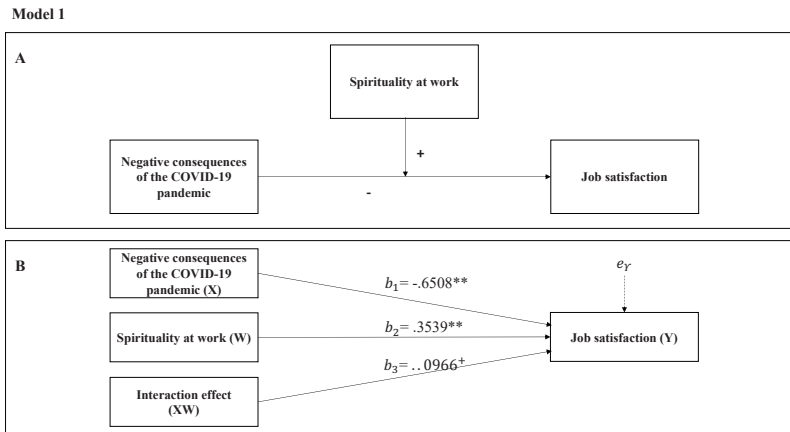 Model 1
A
Spirituality at work
Negative consequences
of the COVID-19
pandemic
+
-
Job satisfaction
B
Negative consequences
of the COVID-19
pandemic (X)
b₁= -.6508**
eY
Spirituality at work (W)
b₂= .3539**
Job satisfaction (Y)
b₃= ..0966⁺
Interaction effect
(XW)